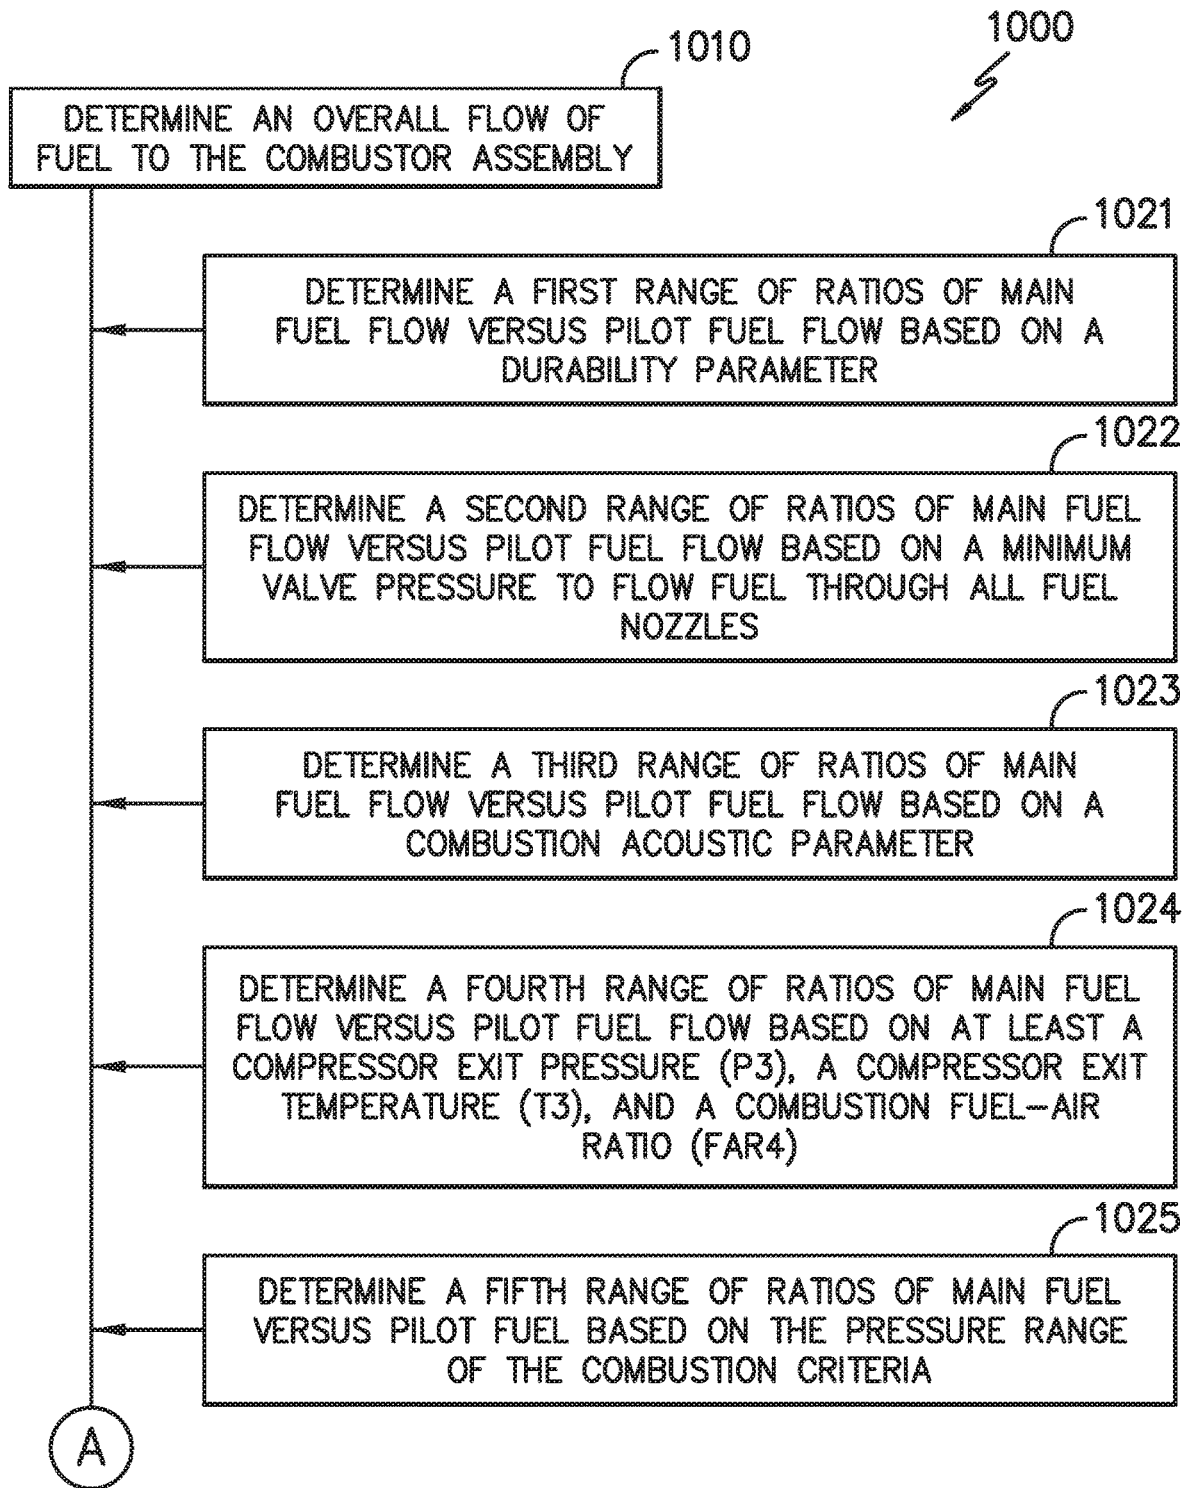 1000
1010
DETERMINE AN OVERALL FLOW OF
FUEL TO THE COMBUSTOR ASSEMBLY
1021
DETERMINE A FIRST RANGE OF RATIOS OF MAIN
FUEL FLOW VERSUS PILOT FUEL FLOW BASED ON A
DURABILITY PARAMETER
1022
DETERMINE A SECOND RANGE OF RATIOS OF MAIN FUEL
FLOW VERSUS PILOT FUEL FLOW BASED ON A MINIMUM
VALVE PRESSURE TO FLOW FUEL THROUGH ALL FUEL
NOZZLES
1023
DETERMINE A THIRD RANGE OF RATIOS OF MAIN
FUEL FLOW VERSUS PILOT FUEL FLOW BASED ON A
COMBUSTION ACOUSTIC PARAMETER
1024
DETERMINE A FOURTH RANGE OF RATIOS OF MAIN FUEL
FLOW VERSUS PILOT FUEL FLOW BASED ON AT LEAST A
COMPRESSOR EXIT PRESSURE (P3), A COMPRESSOR EXIT
TEMPERATURE (T3), AND A COMBUSTION FUEL-AIR
RATIO (FAR4)
1025
DETERMINE A FIFTH RANGE OF RATIOS OF MAIN FUEL
VERSUS PILOT FUEL BASED ON THE PRESSURE RANGE
OF THE COMBUSTION CRITERIA
A